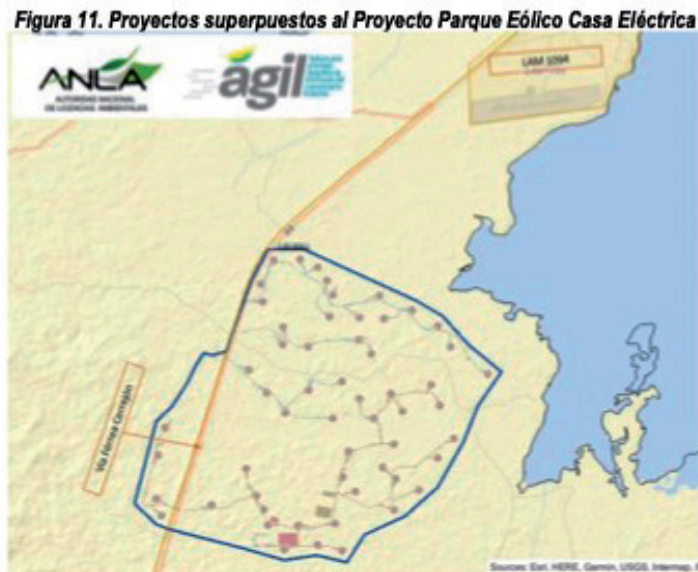 Figura 11. Proyectos superpuestos al Proyecto Parque Eólico Casa Eléctrica
ANLA
AUTORIDAD NACIONAL
DE LICENCIAS AMBIENTALES
ágil
LAM 1094
Vía Férrea Cerrejón
Sources: Esri, HERE, Garmin, USGS, Intermap,